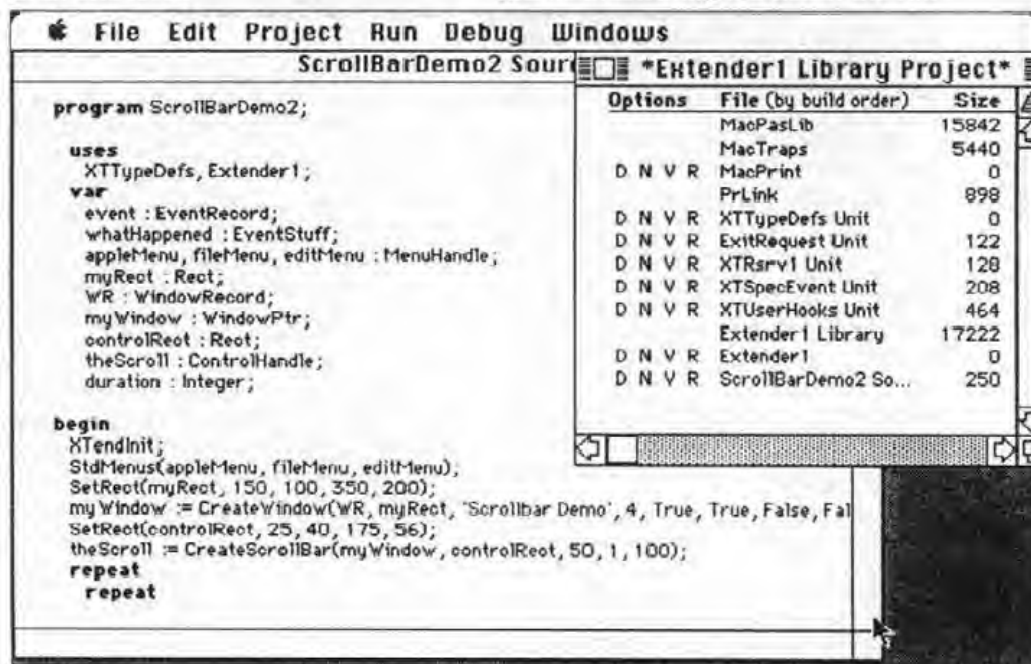 File Edit Project Run Debug Windows
ScrollBarDemo2
program ScrollBarDemo2;
uses
XTTypeDefs, Extender1;
var
event : EventRecord;
whatHappened : EventStuff;
appleMenu, fileMenu, editMenu : MenuHandle;
myRect : Rect;
WR : WindowRecord;
myWindow : WindowPtr;
controlRect : Rect;
theScroll : ControlHandle;
duration : Integer;
begin
XTendInit;
StdMenus(appleMenu, fileMenu, editMenu);
SetRect(myRect, 150, 100, 350, 200);
myWindow := CreateWindow(WR, myRect, 'Scrollbar Demo', 4, True, True, False, Fal
SetRect(controlRect, 25, 40, 175, 56);
theScroll := CreateScrollBar(myWindow, controlRect, 50, 1, 100);
repeat
repeat
*Extender1 Library Project*
Options File (by build order) Size
MacPasLib 15842
MacTraps 5440
D N V R MacPrint 0
PrLink 898
D N V R XTTypeDefs Unit 0
D N V R ExitRequest Unit 122
D N V R XTRsrv1 Unit 128
D N V R XTSpecEvent Unit 208
D N V R XTUserHooks Unit 464
Extender1 Library 17222
D N V R Extender1 0
D N V R ScrollBarDemo2 So... 250